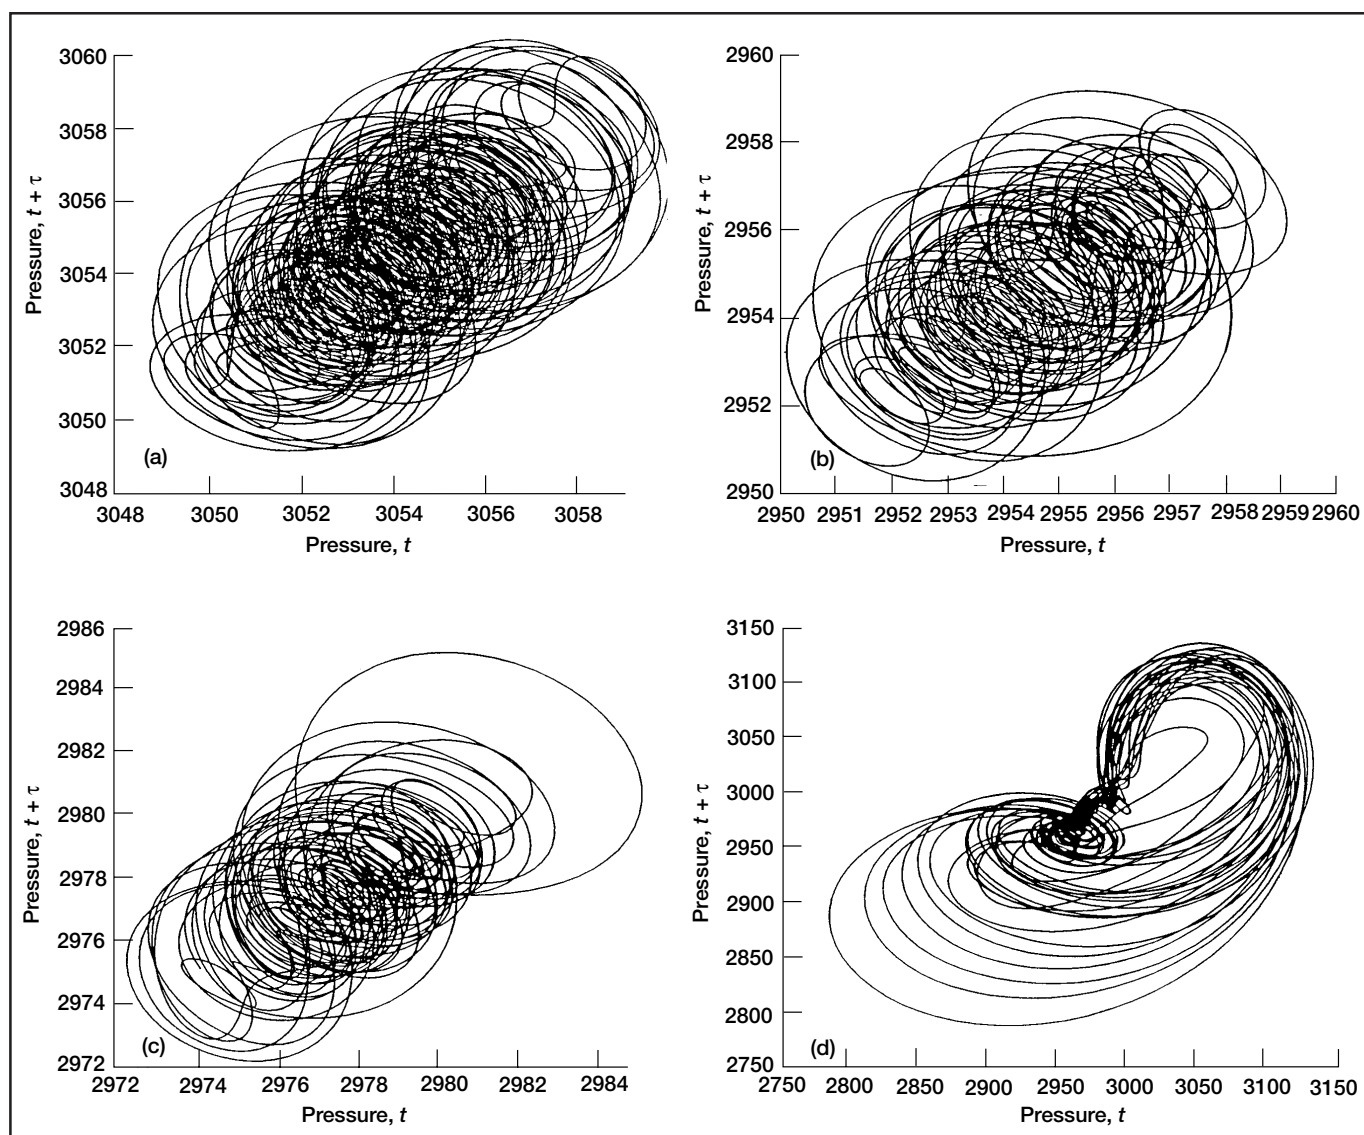 3060
3058
3056
3054
3052
3050
3048
Pressure, t + τ
(a)
3048 3050 3052 3054 3056 3058
Pressure, t
2960
2958
2956
2954
2952
2950
Pressure, t + τ
(b)
2950 2951 2952 2953 2954 2955 2956 2957 2958 2959 2960
Pressure, t
2986
2984
2982
2980
2978
2976
2974
2972
Pressure, t + τ
(c)
2972 2974 2976 2978 2980 2982 2984
Pressure, t
3150
3100
3050
3000
2950
2900
2850
2800
2750
Pressure, t + τ
(d)
2750 2800 2850 2900 2950 3000 3050 3100 3150
Pressure, t